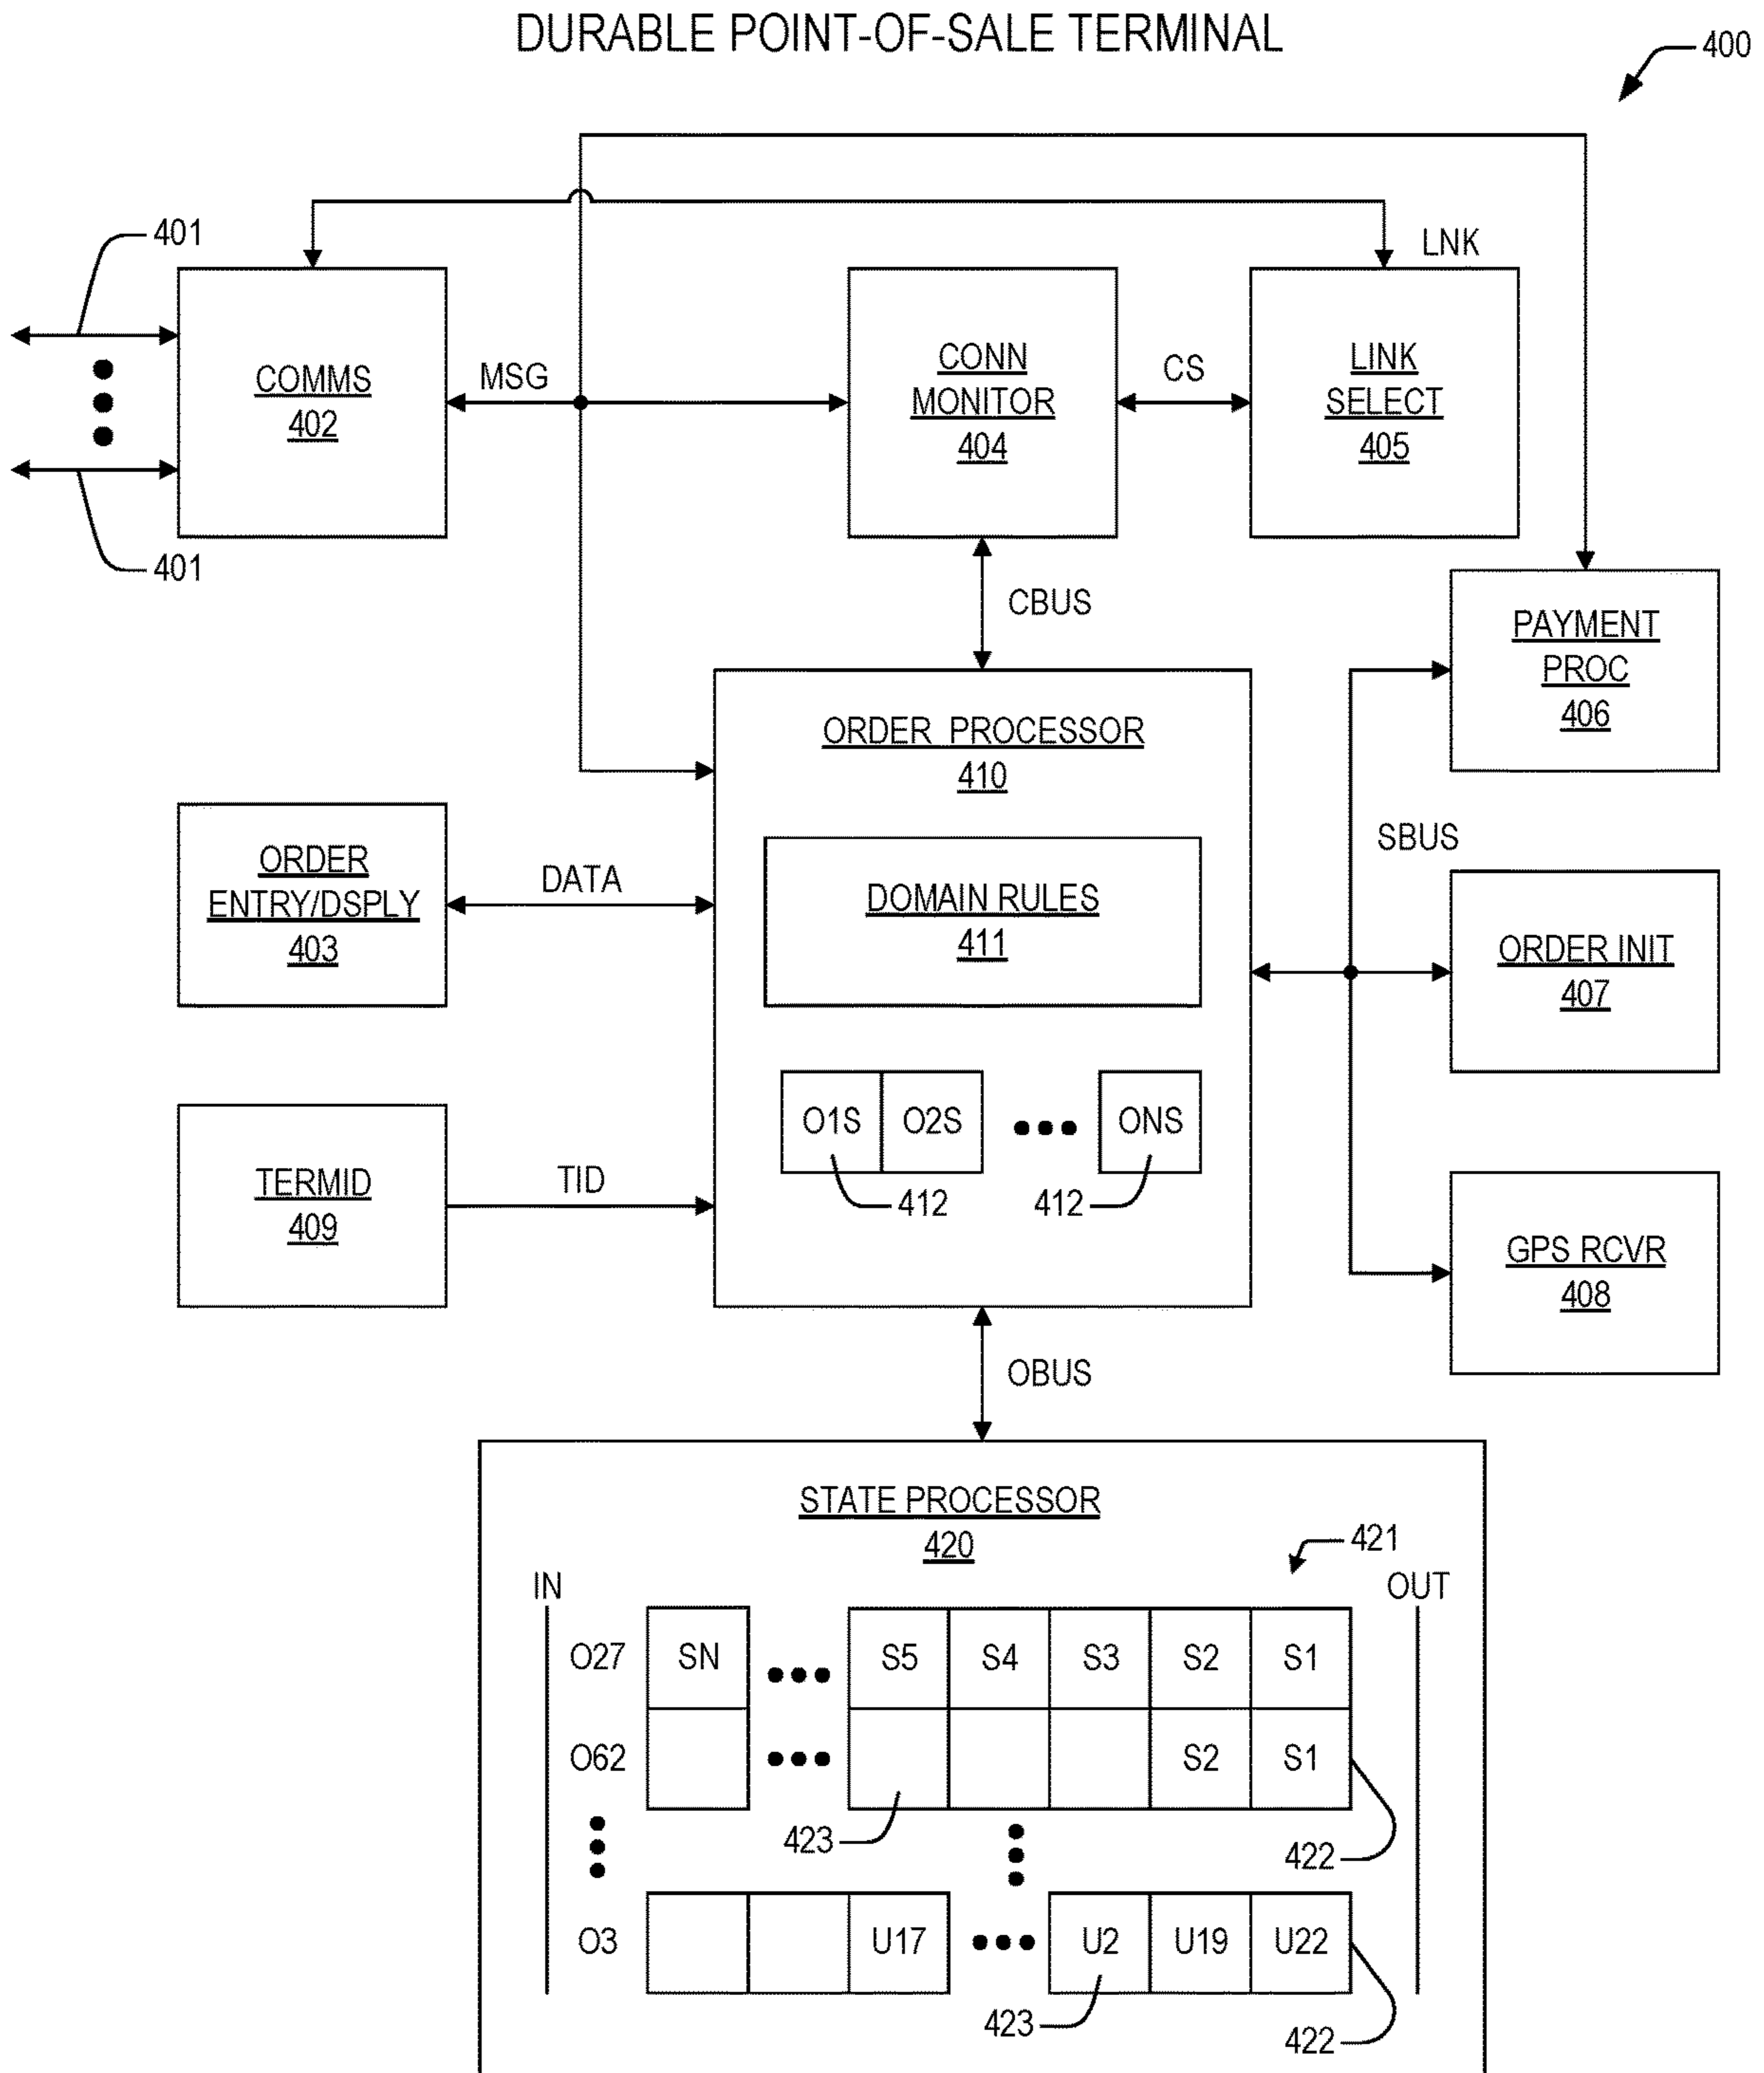 DURABLE POINT-OF-SALE TERMINAL
400
401
LNK
COMMS
402
MSG
CONN
MONITOR
404
CS
LINK
SELECT
405
401
CBUS
PAYMENT
PROC
406
ORDER PROCESSOR
410
SBUS
ORDER
ENTRY/DSPLY
403
DATA
DOMAIN RULES
411
ORDER INIT
407
TERMID
409
TID
O1S O2S ONS
412 412
GPS RCVR
408
OBUS
STATE PROCESSOR
420
421
IN OUT
O27 SN S5 S4 S3 S2 S1
O62 S2 S1
423 422
O3 U17 U2 U19 U22
423 422